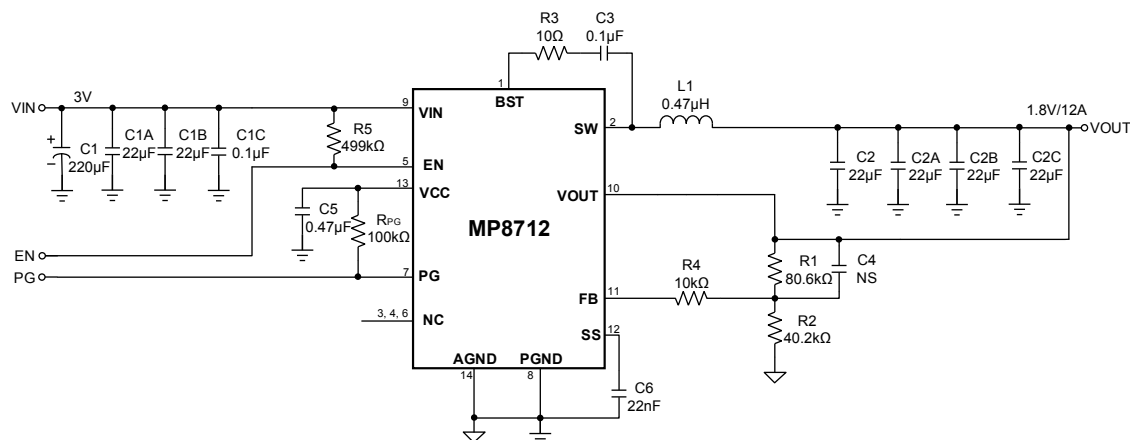 R3
10Ω
C3
0.1µF
1
BST
VIN
3V
9
VIN
C1
220µF
C1A
22µF
C1B
22µF
C1C
0.1µF
R5
499kΩ
5
EN
13
VCC
C5
0.47µF
RPG
100kΩ
EN
PG
7
PG
3, 4, 6
NC
MP8712
SW
2
L1
0.47µH
1.8V/12A
VOUT
C2
22µF
C2A
22µF
C2B
22µF
C2C
22µF
VOUT
10
R1
80.6kΩ
C4
NS
R4
10kΩ
FB
11
R2
40.2kΩ
SS
12
C6
22nF
AGND
14
PGND
8